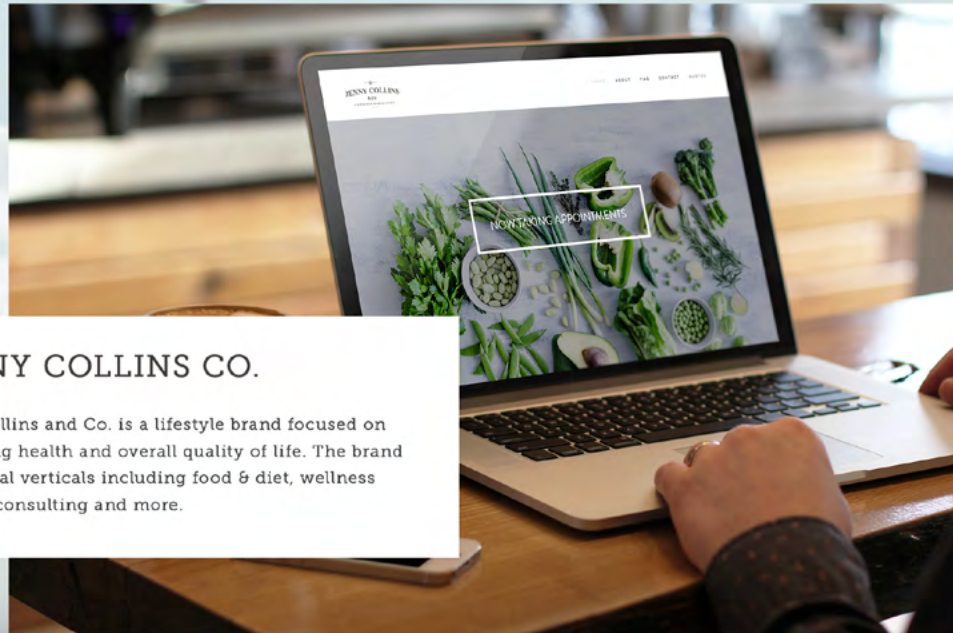 JENNY COLLINS
ABOUT FAQ CONTACT
NOW TAKING APPOINTMENTS
NY COLLINS CO.
llins and Co. is a lifestyle brand focused on
g health and overall quality of life. The brand
al verticals including food & diet, wellness
consulting and more.